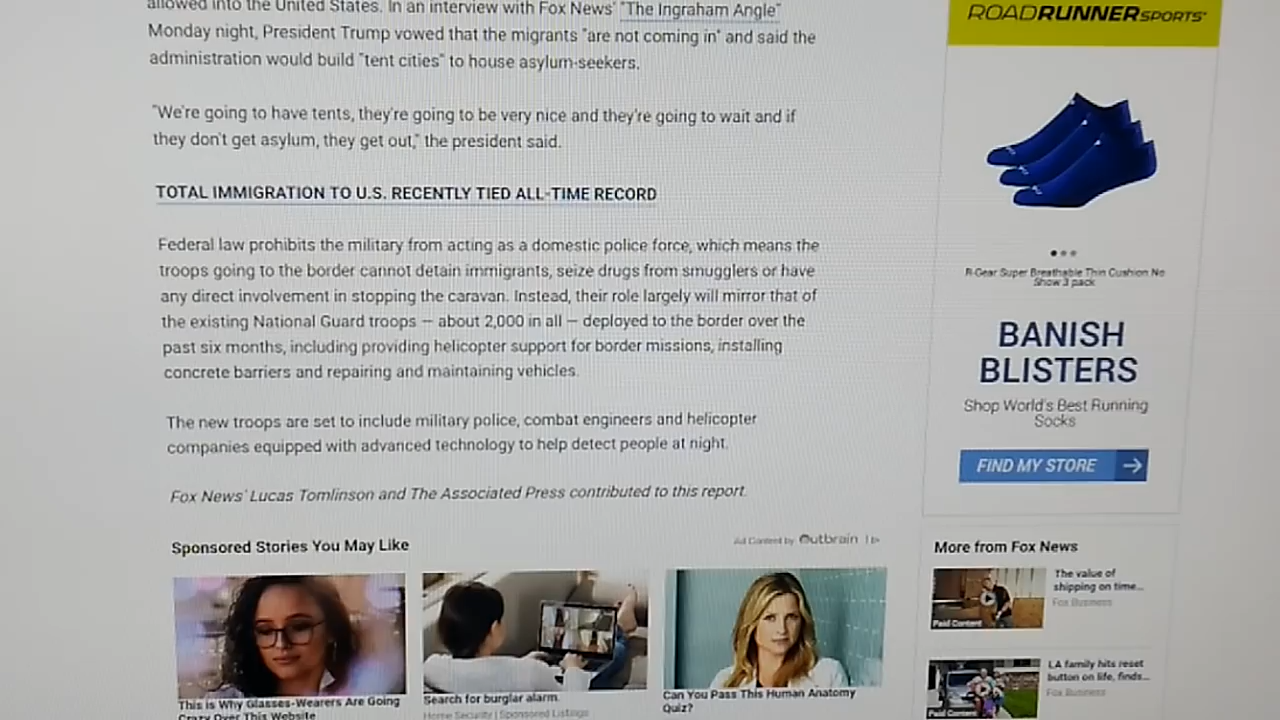 allowed into the United States. In an interview with Fox News' "The Ingraham Angle"
Monday night, President Trump vowed that the migrants "are not coming in" and said the
administration would build "tent cities" to house asylum-seekers.
"We're going to have tents, they're going to be very nice and they're going to wait and if
they don't get asylum, they get out," the president said.
TOTAL IMMIGRATION TO U.S. RECENTLY TIED ALL-TIME RECORD
Federal law prohibits the military from acting as a domestic police force, which means the
troops going to the border cannot detain immigrants, seize drugs from smugglers or have
any direct involvement in stopping the caravan. Instead, their role largely will mirror that of
the existing National Guard troops — about 2,000 in all — deployed to the border over the
past six months, including providing helicopter support for border missions, installing
concrete barriers and repairing and maintaining vehicles.
The new troops are set to include military police, combat engineers and helicopter
companies equipped with advanced technology to help detect people at night.
Fox News' Lucas Tomlinson and The Associated Press contributed to this report.
Sponsored Stories You May Like
Ad Content by Outbrain
This is Why Glasses-Wearers Are Going
Crazy Over This Website
Search for burglar alarm.
Home Security | Sponsored Listings
Can You Pass This Human Anatomy
Quiz?
ROADRUNNERSPORTS
R-Gear Super Breathable Thin Cushion No
Show 3 pack
BANISH
BLISTERS
Shop World's Best Running
Socks
FIND MY STORE
More from Fox News
The value of
shipping on time...
Fox Business
Paid Content
LA family hits reset
button on life, finds...
Fox Business
Paid Content